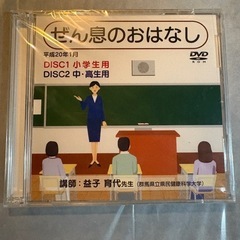 ぜん息のおはなし
平成20年1月
DISC1 小学生用
DISC2 中・高生用
DVD
ROM
講師：益子 育代先生 (群馬県立県民健康科学大学)